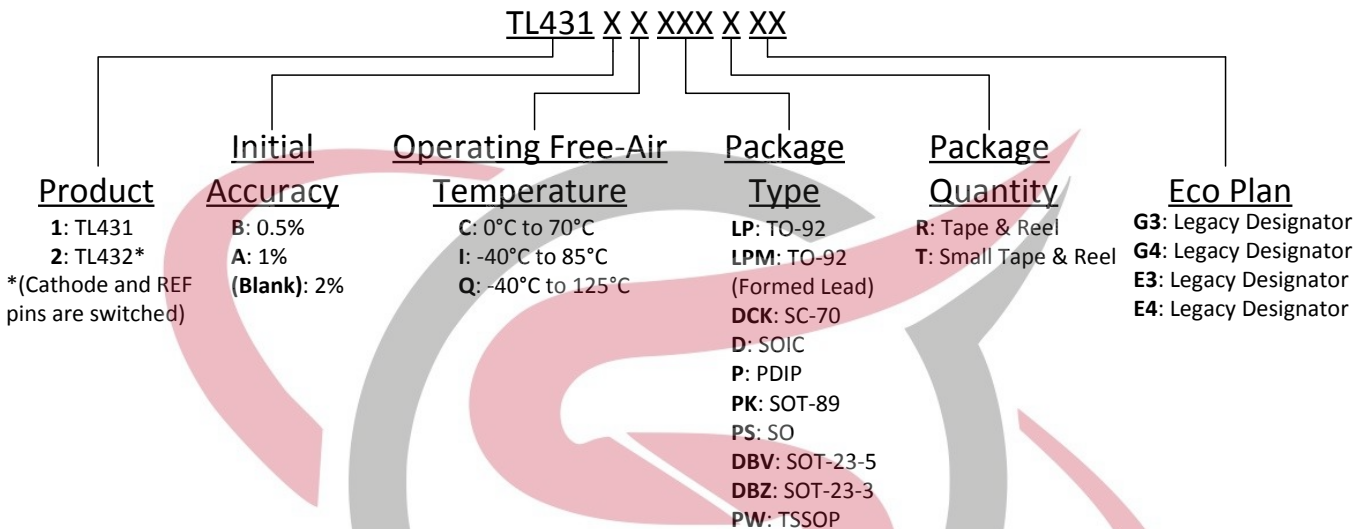 TL431 X X XXX X XX
Product
1: TL431
2: TL432*
*(Cathode and REF
pins are switched)
Initial
Accuracy
B: 0.5%
A: 1%
(Blank): 2%
Operating Free-Air
Temperature
C: 0°C to 70°C
I: -40°C to 85°C
Q: -40°C to 125°C
Package
Type
LP: TO-92
LPM: TO-92
(Formed Lead)
DCK: SC-70
D: SOIC
P: PDIP
PK: SOT-89
PS: SO
DBV: SOT-23-5
DBZ: SOT-23-3
PW: TSSOP
Package
Quantity
R: Tape & Reel
T: Small Tape & Reel
Eco Plan
G3: Legacy Designator
G4: Legacy Designator
E3: Legacy Designator
E4: Legacy Designator